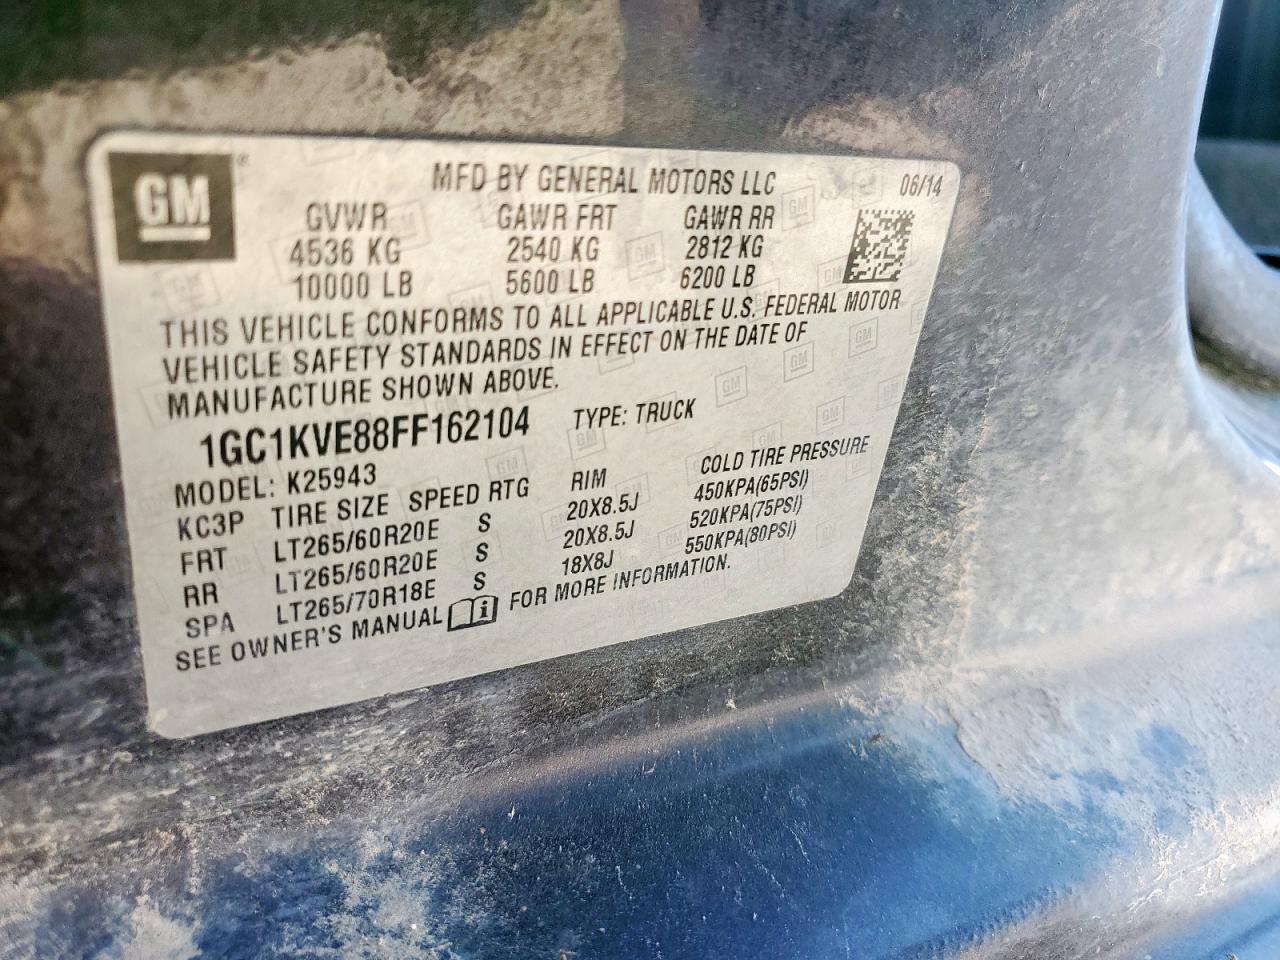 GM®
MFD BY GENERAL MOTORS LLC 06/14
GVWR GAWR FRT GAWR RR
4536 KG 2540 KG 2812 KG
10000 LB 5600 LB 6200 LB
THIS VEHICLE CONFORMS TO ALL APPLICABLE U.S. FEDERAL MOTOR
VEHICLE SAFETY STANDARDS IN EFFECT ON THE DATE OF
MANUFACTURE SHOWN ABOVE.
1GC1KVE88FF162104 TYPE: TRUCK
MODEL: K25943
KC3P TIRE SIZE SPEED RTG RIM COLD TIRE PRESSURE
FRT LT265/60R20E S 20X8.5J 450KPA(65PSI)
RR LT265/60R20E S 20X8.5J 520KPA(75PSI)
SPA LT265/70R18E S 18X8J 550KPA(80PSI)
SEE OWNER'S MANUAL FOR MORE INFORMATION.